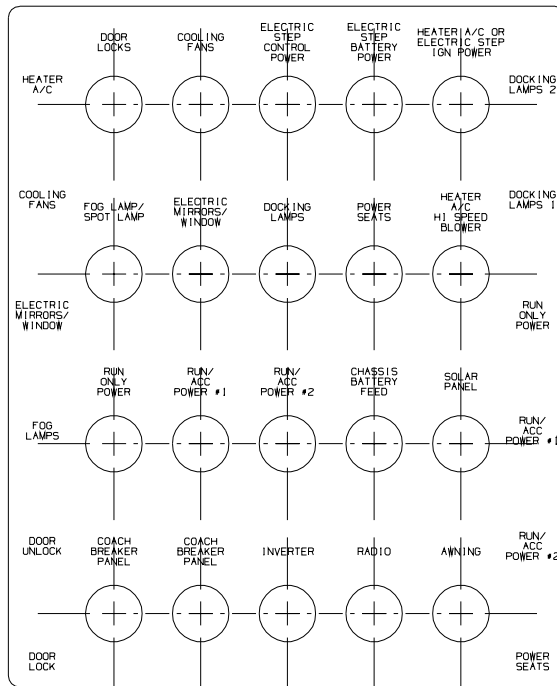 DOOR
LOCKS
COOLING
FANS
ELECTRIC
STEP
CONTROL
POWER
ELECTRIC
STEP
BATTERY
POWER
HEATER A/C OR
ELECTRIC STEP
IGN POWER
HEATER
A/C
DOCKING
LAMPS 2
COOLING
FANS
FOG LAMP/
SPOT LAMP
ELECTRIC
MIRRORS/
WINDOW
DOCKING
LAMPS
POWER
SEATS
HEATER
A/C
HI SPEED
BLOWER
DOCKING
LAMPS 1
ELECTRIC
MIRRORS/
WINDOW
RUN
ONLY
POWER
RUN
ONLY
POWER
RUN/
ACC
POWER #1
RUN/
ACC
POWER #2
CHASSIS
BATTERY
FEED
SOLAR
PANEL
FOG
LAMPS
RUN/
ACC
POWER #1
DOOR
UNLOCK
COACH
BREAKER
PANEL
COACH
BREAKER
PANEL
INVERTER
RADIO
AWNING
RUN/
ACC
POWER #2
DOOR
LOCK
POWER
SEATS